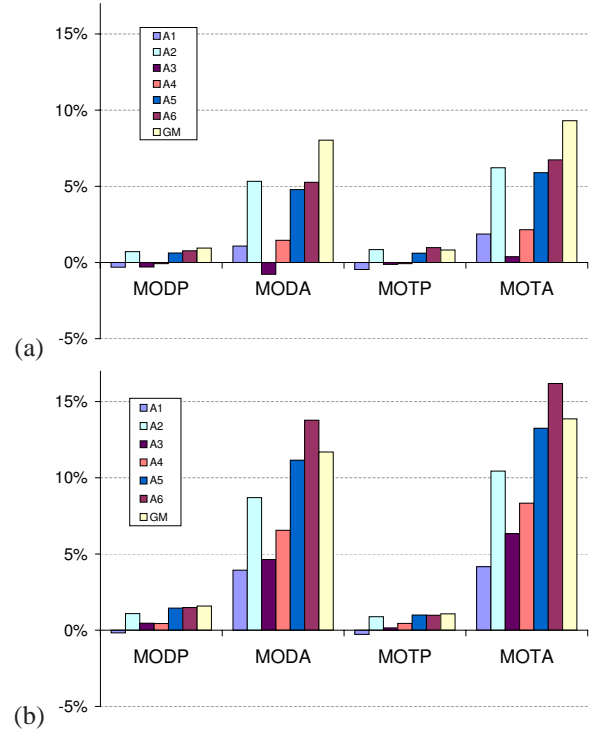 15%
10%
5%
0%
-5%
A1
A2
A3
A4
A5
A6
GM
MODP MODA MOTP MOTA
(a)
15%
10%
5%
0%
-5%
A1
A2
A3
A4
A5
A6
GM
MODP MODA MOTP MOTA
(b)